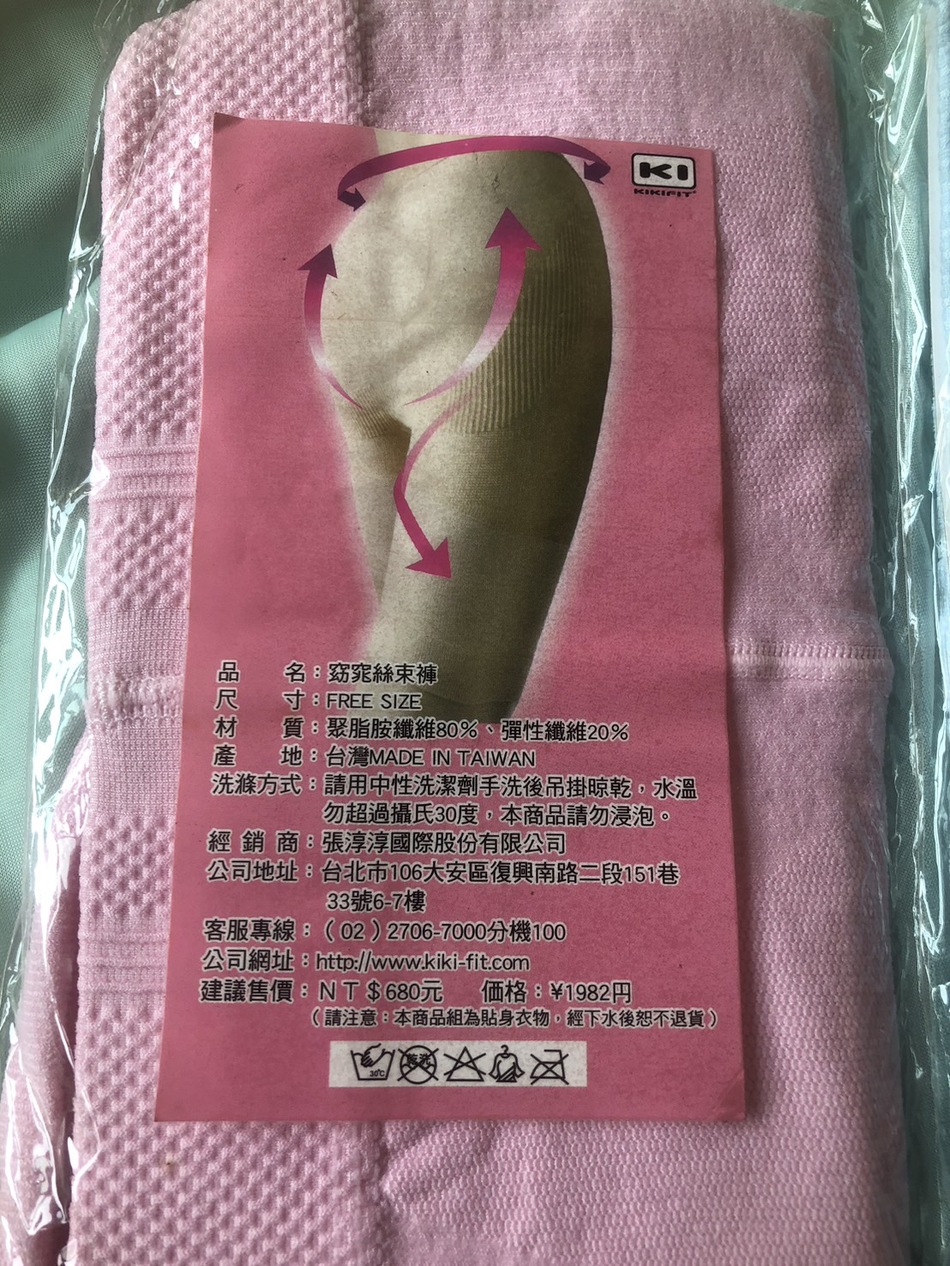 KI
KIKIFIT
品 名：窈窕絲束褲
尺 寸：FREE SIZE
材 質：聚脂胺纖維80%、彈性纖維20%
產 地：台灣MADE IN TAIWAN
洗滌方式：請用中性洗潔劑手洗後吊掛晾乾，水溫
勿超過攝氏30度，本商品請勿浸泡。
經 銷 商：張淳淳國際股份有限公司
公司地址：台北市106大安區復興南路二段151巷
33號6-7樓
客服專線：（02）2706-7000分機100
公司網址：http://www.kiki-fit.com
建議售價：NT＄680元 価格：¥1982円
（請注意：本商品組為貼身衣物，經下水後恕不退貨）
30°C